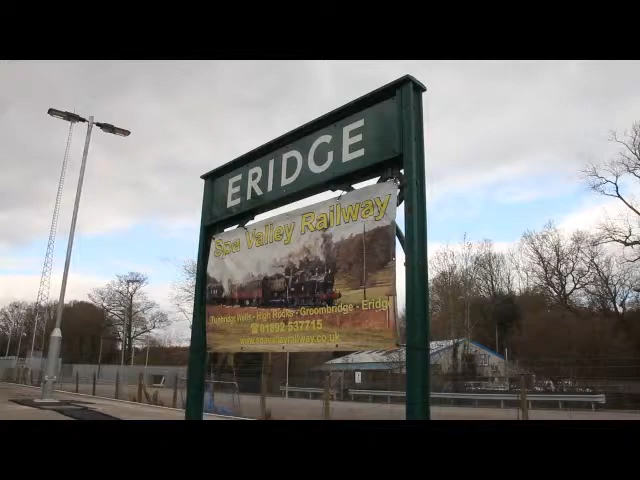 ERIDGE
Spa Valley Railway
Tunbridge Wells - High Rocks - Groombridge - Eridge
☎01892 537715
www.spavalleyrailway.co.uk